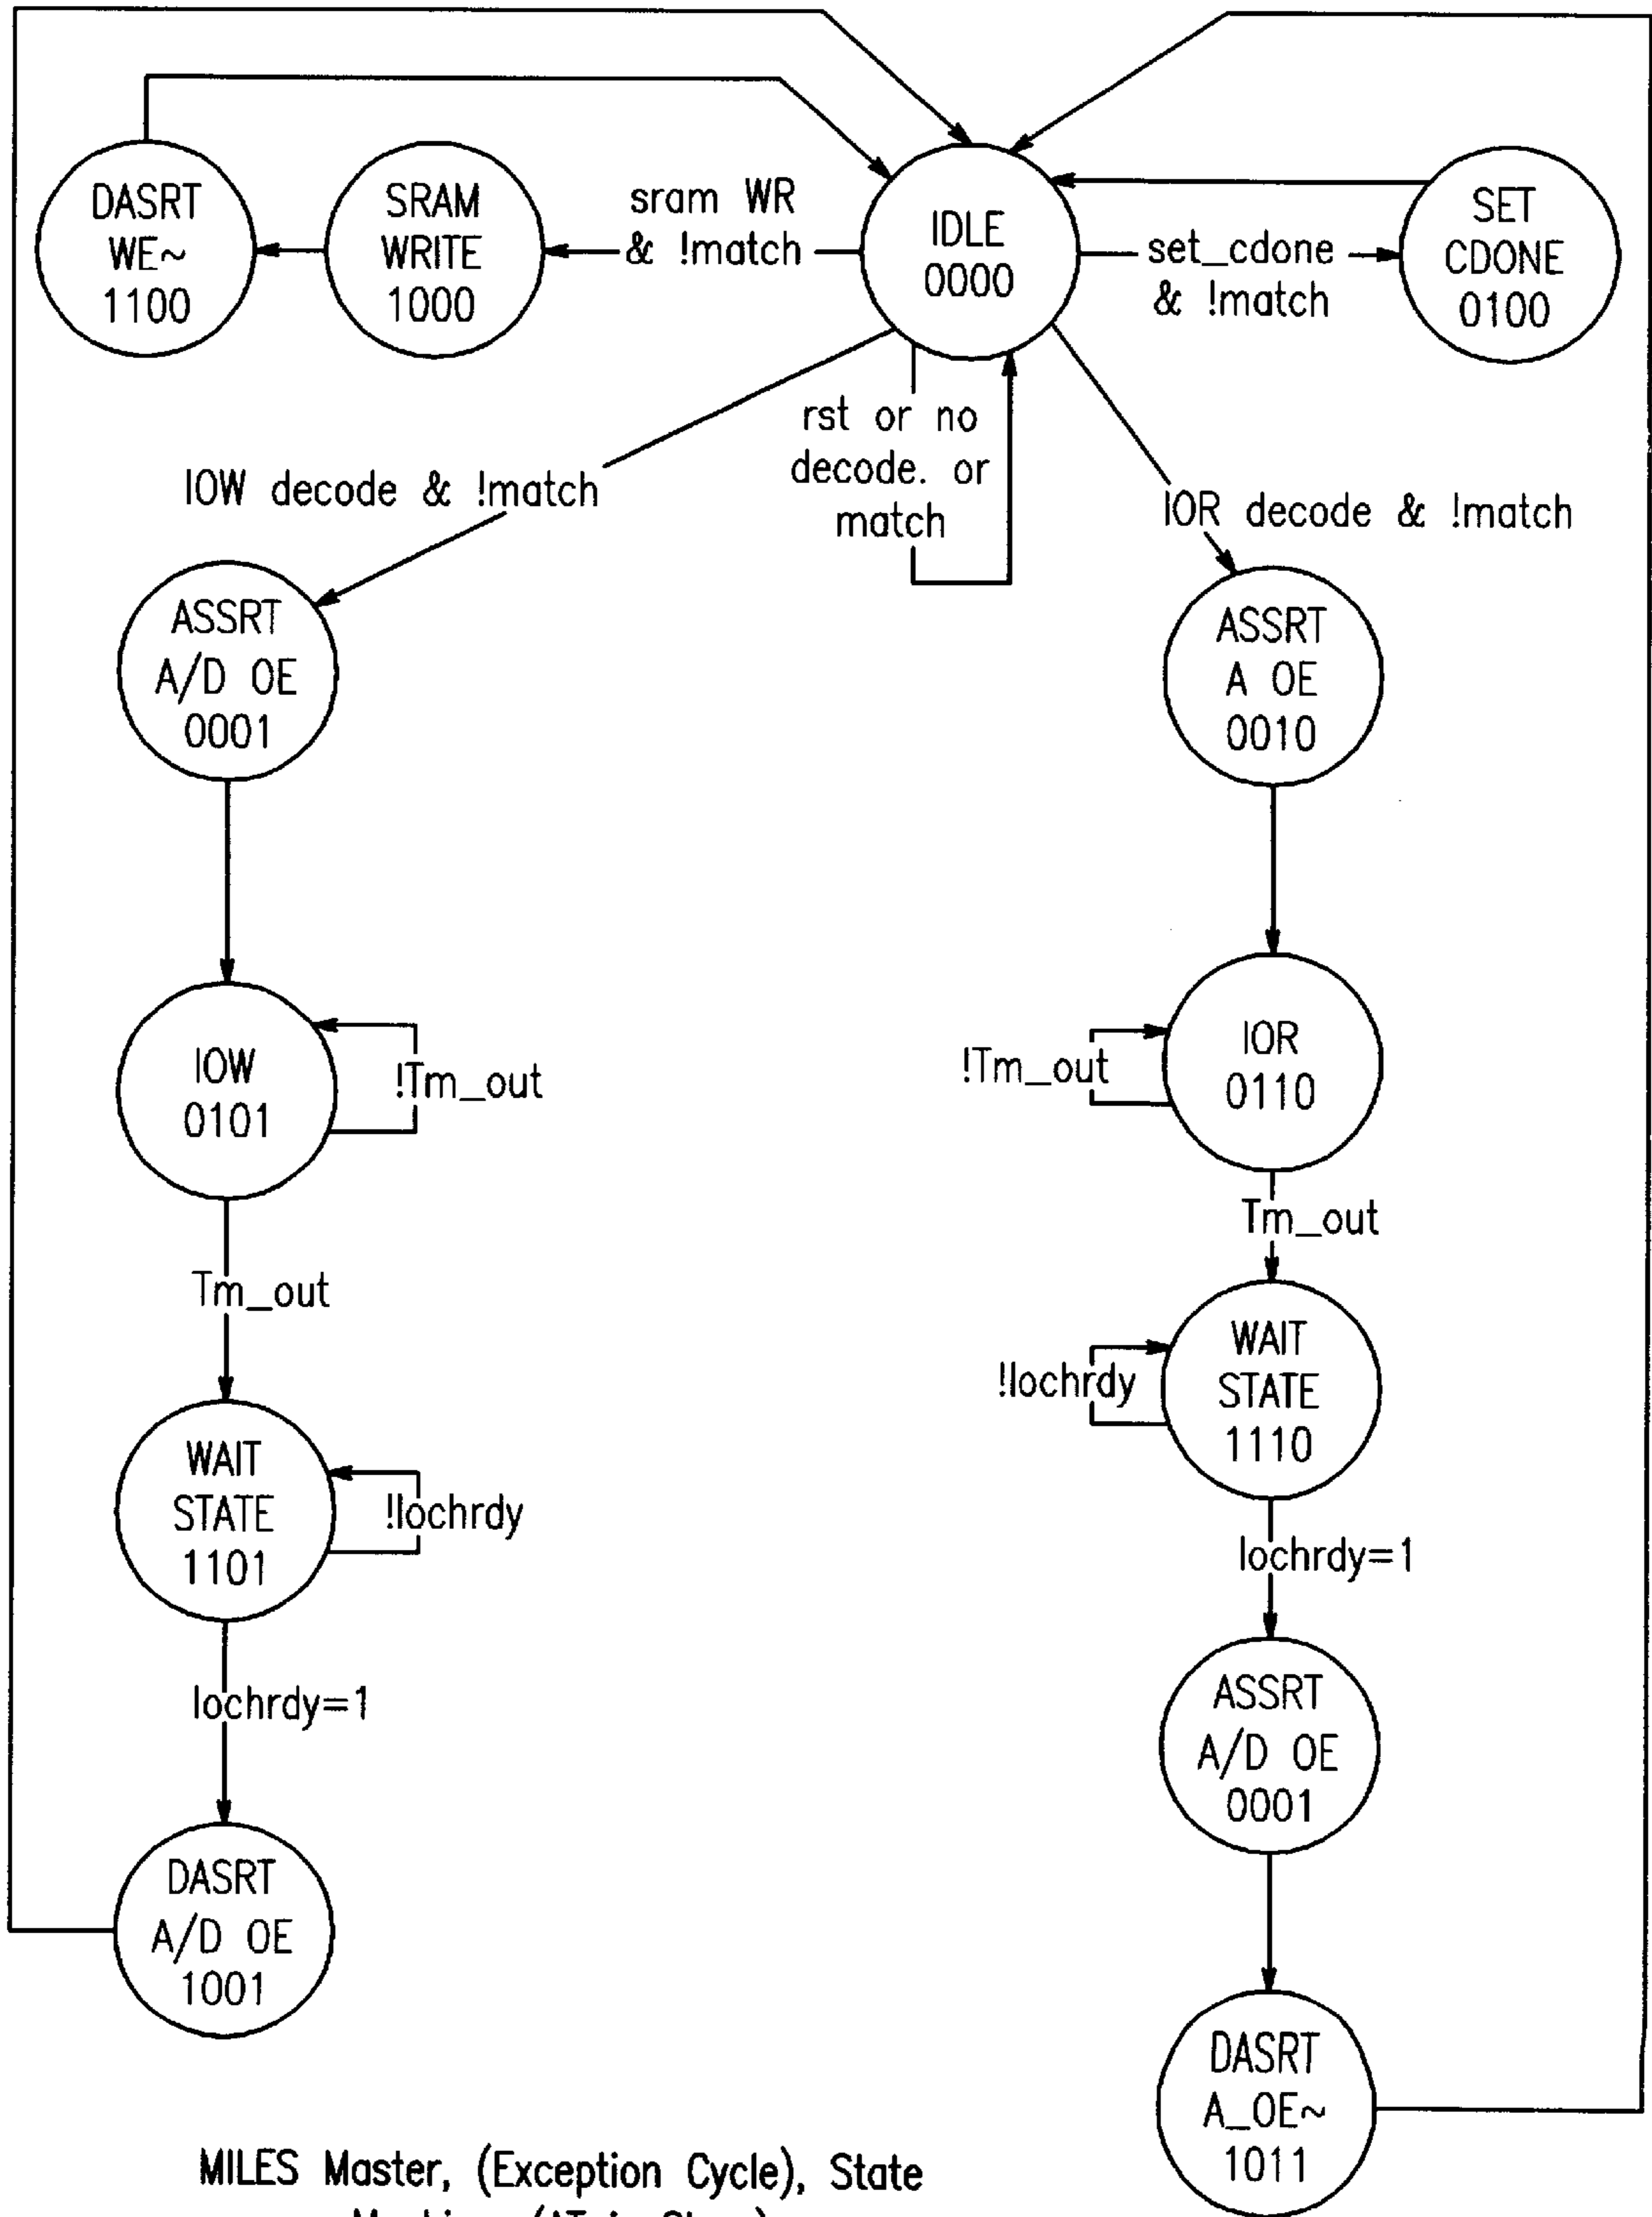 DASRT
WE~
1100
SRAM
WRITE
1000
sram WR
& !match
IDLE
0000
set_cdone
& !match
SET
CDONE
0100
rst or no
decode. or
match
IOW decode & !match
IOR decode & !match
ASSRT
A/D OE
0001
ASSRT
A OE
0010
IOW
0101
!Tm_out
!Tm_out
IOR
0110
Tm_out
Tm_out
WAIT
STATE
1101
!Iochrdy
!Iochrdy
WAIT
STATE
1110
Iochrdy=1
Iochrdy=1
ASSRT
A/D OE
0001
DASRT
A/D OE
1001
DASRT
A_OE~
1011
MILES Master, (Exception Cycle), State